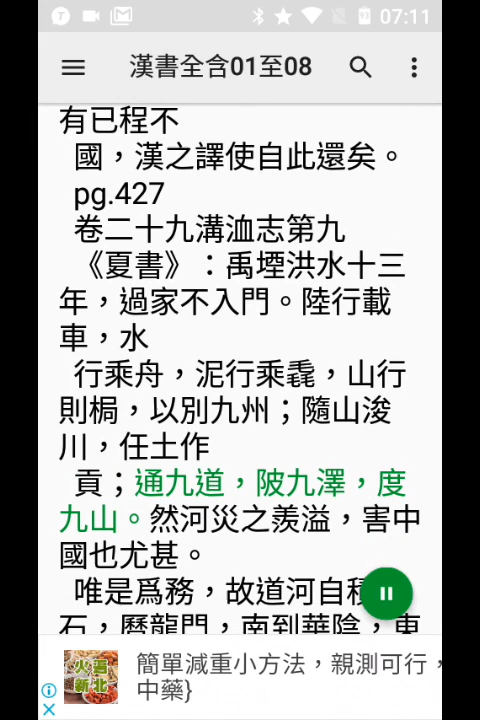 07:11
漢書全含01至08
有已程不
國，漢之譯使自此還矣。
pg.427
卷二十九溝洫志第九
《夏書》：禹堙洪水十三
年，過家不入門。陸行載
車，水
行乘舟，泥行乘毳，山行
則梮，以別九州；隨山浚
川，任土作
貢；通九道，陂九澤，度
九山。然河災之羨溢，害中
國也尤甚。
唯是爲務，故道河自積
石，厯龍門，南到華陰，東
火雞
新北
簡單減重小方法，親測可行，
中藥}